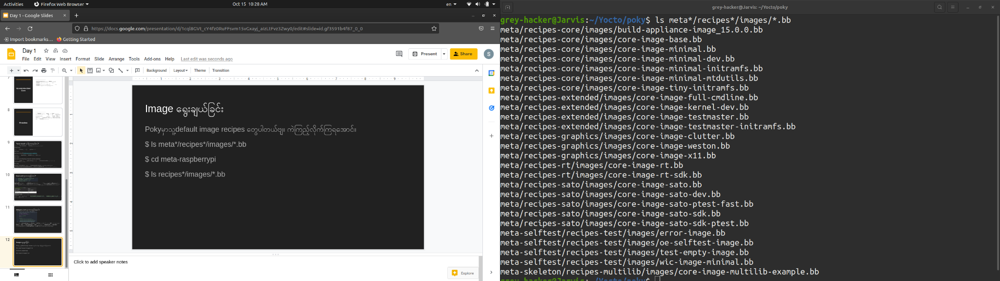 Activities
Firefox Web Browser
Oct 15 10:28 AM
en
Day 1 - Google Slides
https://docs.google.com/presentation/d/1cql8GVt_cY4fz0RuFFsvm15vGxayj_aIzLtFvz3Zwy0/edit#slide=id.gf3591b4f87_0_0
Import bookmarks...
Getting Started
Day 1
File Edit View Insert Format Slide Arrange Tools Add-ons Help
Last edit was seconds ago
Present
Share
S
Background Layout Theme Transition
1 2 3 4 5 6 7 8 9
7
8
Metadata
9
10
11
12
Image ရွေးချယ်ခြင်း
Pokyမှာသူ့default image recipes တွေပါတယ်ဗျ။ ကဲကြည့်လိုက်ကြရအောင်။
$ ls meta*/recipes*/images/*.bb
$ cd meta-raspberrypi
$ ls recipes*/images/*.bb
Click to add speaker notes
Explore
grey-hacker@Jarvis: ~/Yocto/poky
grey-hacker@Jarvis:~/Yocto/poky$ ls meta*/recipes*/images/*.bb
meta/recipes-core/images/build-appliance-image_15.0.0.bb
meta/recipes-core/images/core-image-base.bb
meta/recipes-core/images/core-image-minimal.bb
meta/recipes-core/images/core-image-minimal-dev.bb
meta/recipes-core/images/core-image-minimal-initramfs.bb
meta/recipes-core/images/core-image-minimal-mtdutils.bb
meta/recipes-core/images/core-image-tiny-initramfs.bb
meta/recipes-extended/images/core-image-full-cmdline.bb
meta/recipes-extended/images/core-image-kernel-dev.bb
meta/recipes-extended/images/core-image-testmaster.bb
meta/recipes-extended/images/core-image-testmaster-initramfs.bb
meta/recipes-graphics/images/core-image-clutter.bb
meta/recipes-graphics/images/core-image-weston.bb
meta/recipes-graphics/images/core-image-x11.bb
meta/recipes-rt/images/core-image-rt.bb
meta/recipes-rt/images/core-image-rt-sdk.bb
meta/recipes-sato/images/core-image-sato.bb
meta/recipes-sato/images/core-image-sato-dev.bb
meta/recipes-sato/images/core-image-sato-ptest-fast.bb
meta/recipes-sato/images/core-image-sato-sdk.bb
meta/recipes-sato/images/core-image-sato-sdk-ptest.bb
meta-selftest/recipes-test/images/error-image.bb
meta-selftest/recipes-test/images/oe-selftest-image.bb
meta-selftest/recipes-test/images/test-empty-image.bb
meta-selftest/recipes-test/images/wic-image-minimal.bb
meta-skeleton/recipes-multilib/images/core-image-multilib-example.bb
grey-hacker@Jarvis:~/Yocto/poky$